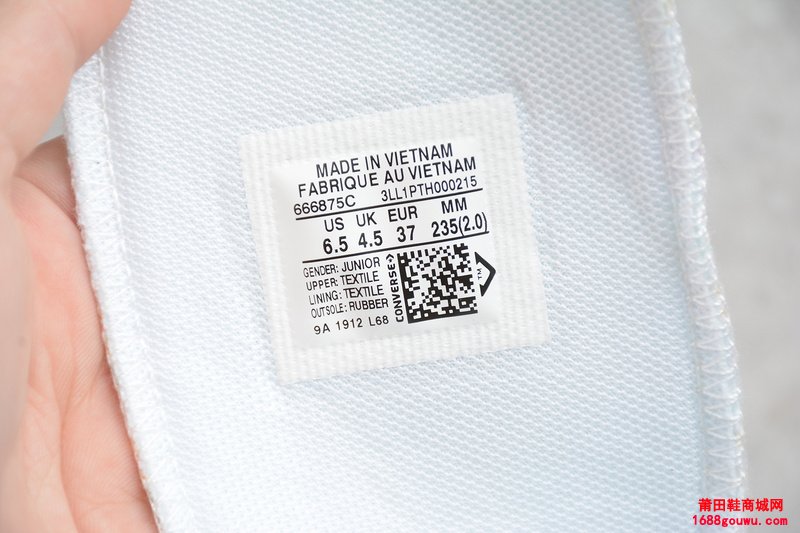 MADE IN VIETNAM
FABRIQUE AU VIETNAM
666875C 3LL1PTH000215
US UK EUR MM
6.5 4.5 37 235(2.0)
GENDER: JUNIOR
UPPER: TEXTILE
LINING: TEXTILE
OUTSOLE: RUBBER
CONVERSE
TM
9A 1912 L68
莆田鞋商城网
1688gouwu.com